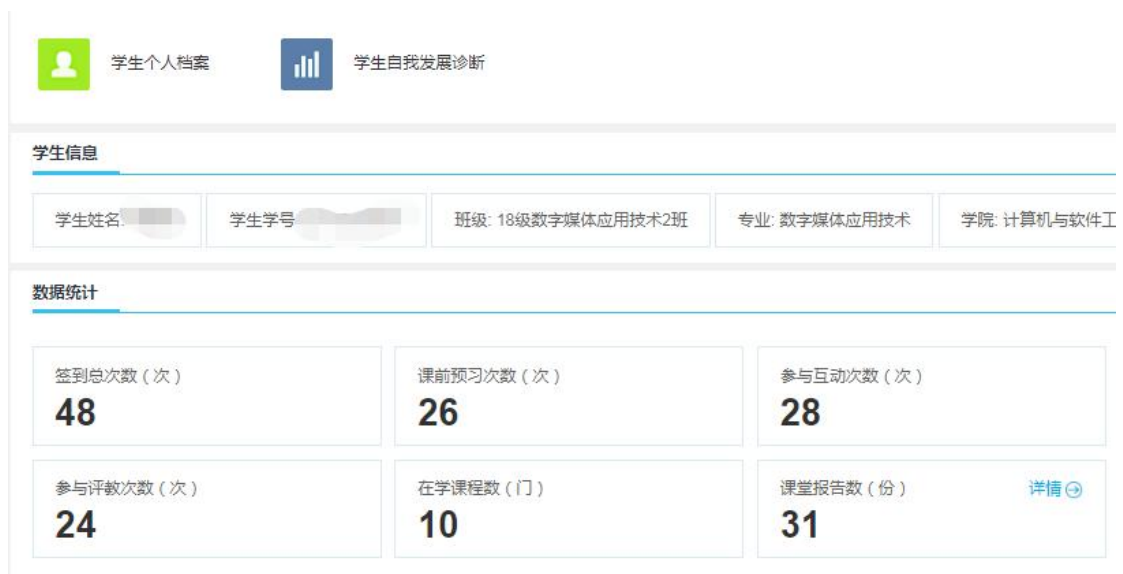 学生个人档案
学生自我发展诊断
学生信息
学生姓名:
学生学号
班级: 18级数字媒体应用技术2班
专业: 数字媒体应用技术
学院: 计算机与软件工
数据统计
签到总次数（次）
48
课前预习次数（次）
26
参与互动次数（次）
28
参与评教次数（次）
24
在学课程数（门）
10
课堂报告数（份）
详情
31